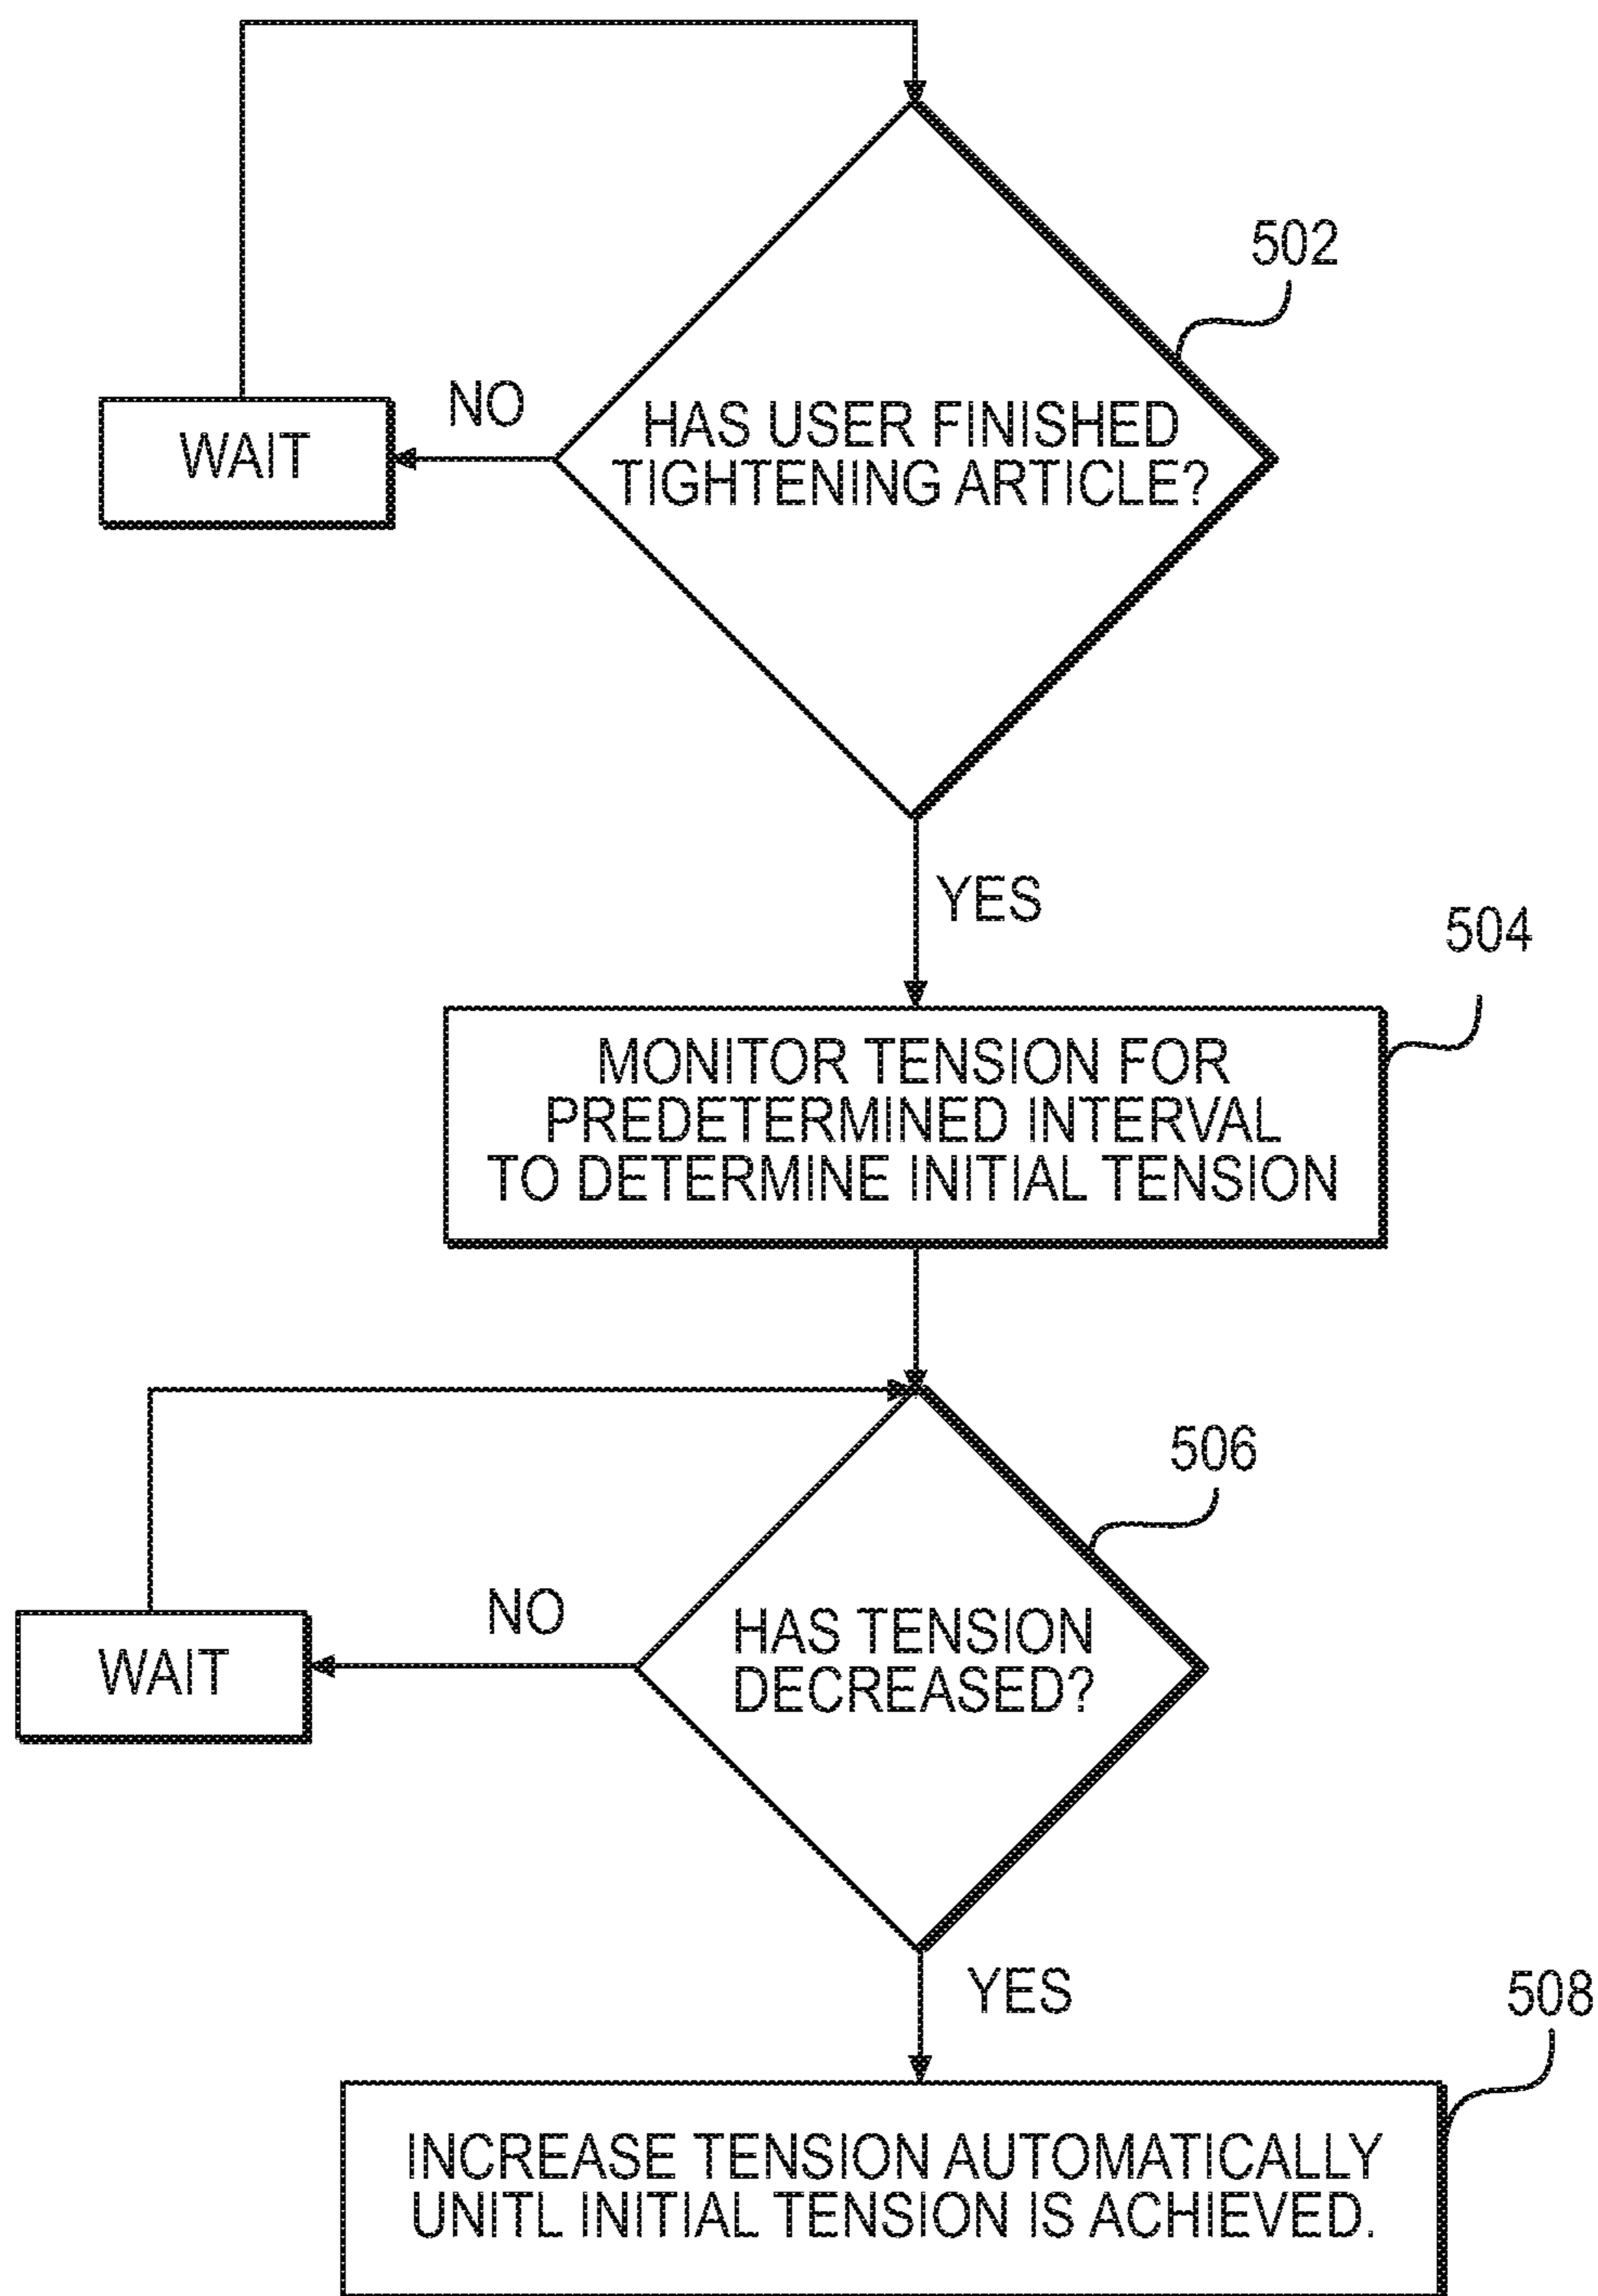 502
HAS USER FINISHED
TIGHTENING ARTICLE?
NO
WAIT
YES
504
MONITOR TENSION FOR
PREDETERMINED INTERVAL
TO DETERMINE INITIAL TENSION
506
HAS TENSION
DECREASED?
NO
WAIT
YES
508
INCREASE TENSION AUTOMATICALLY
UNITL INITIAL TENSION IS ACHIEVED.